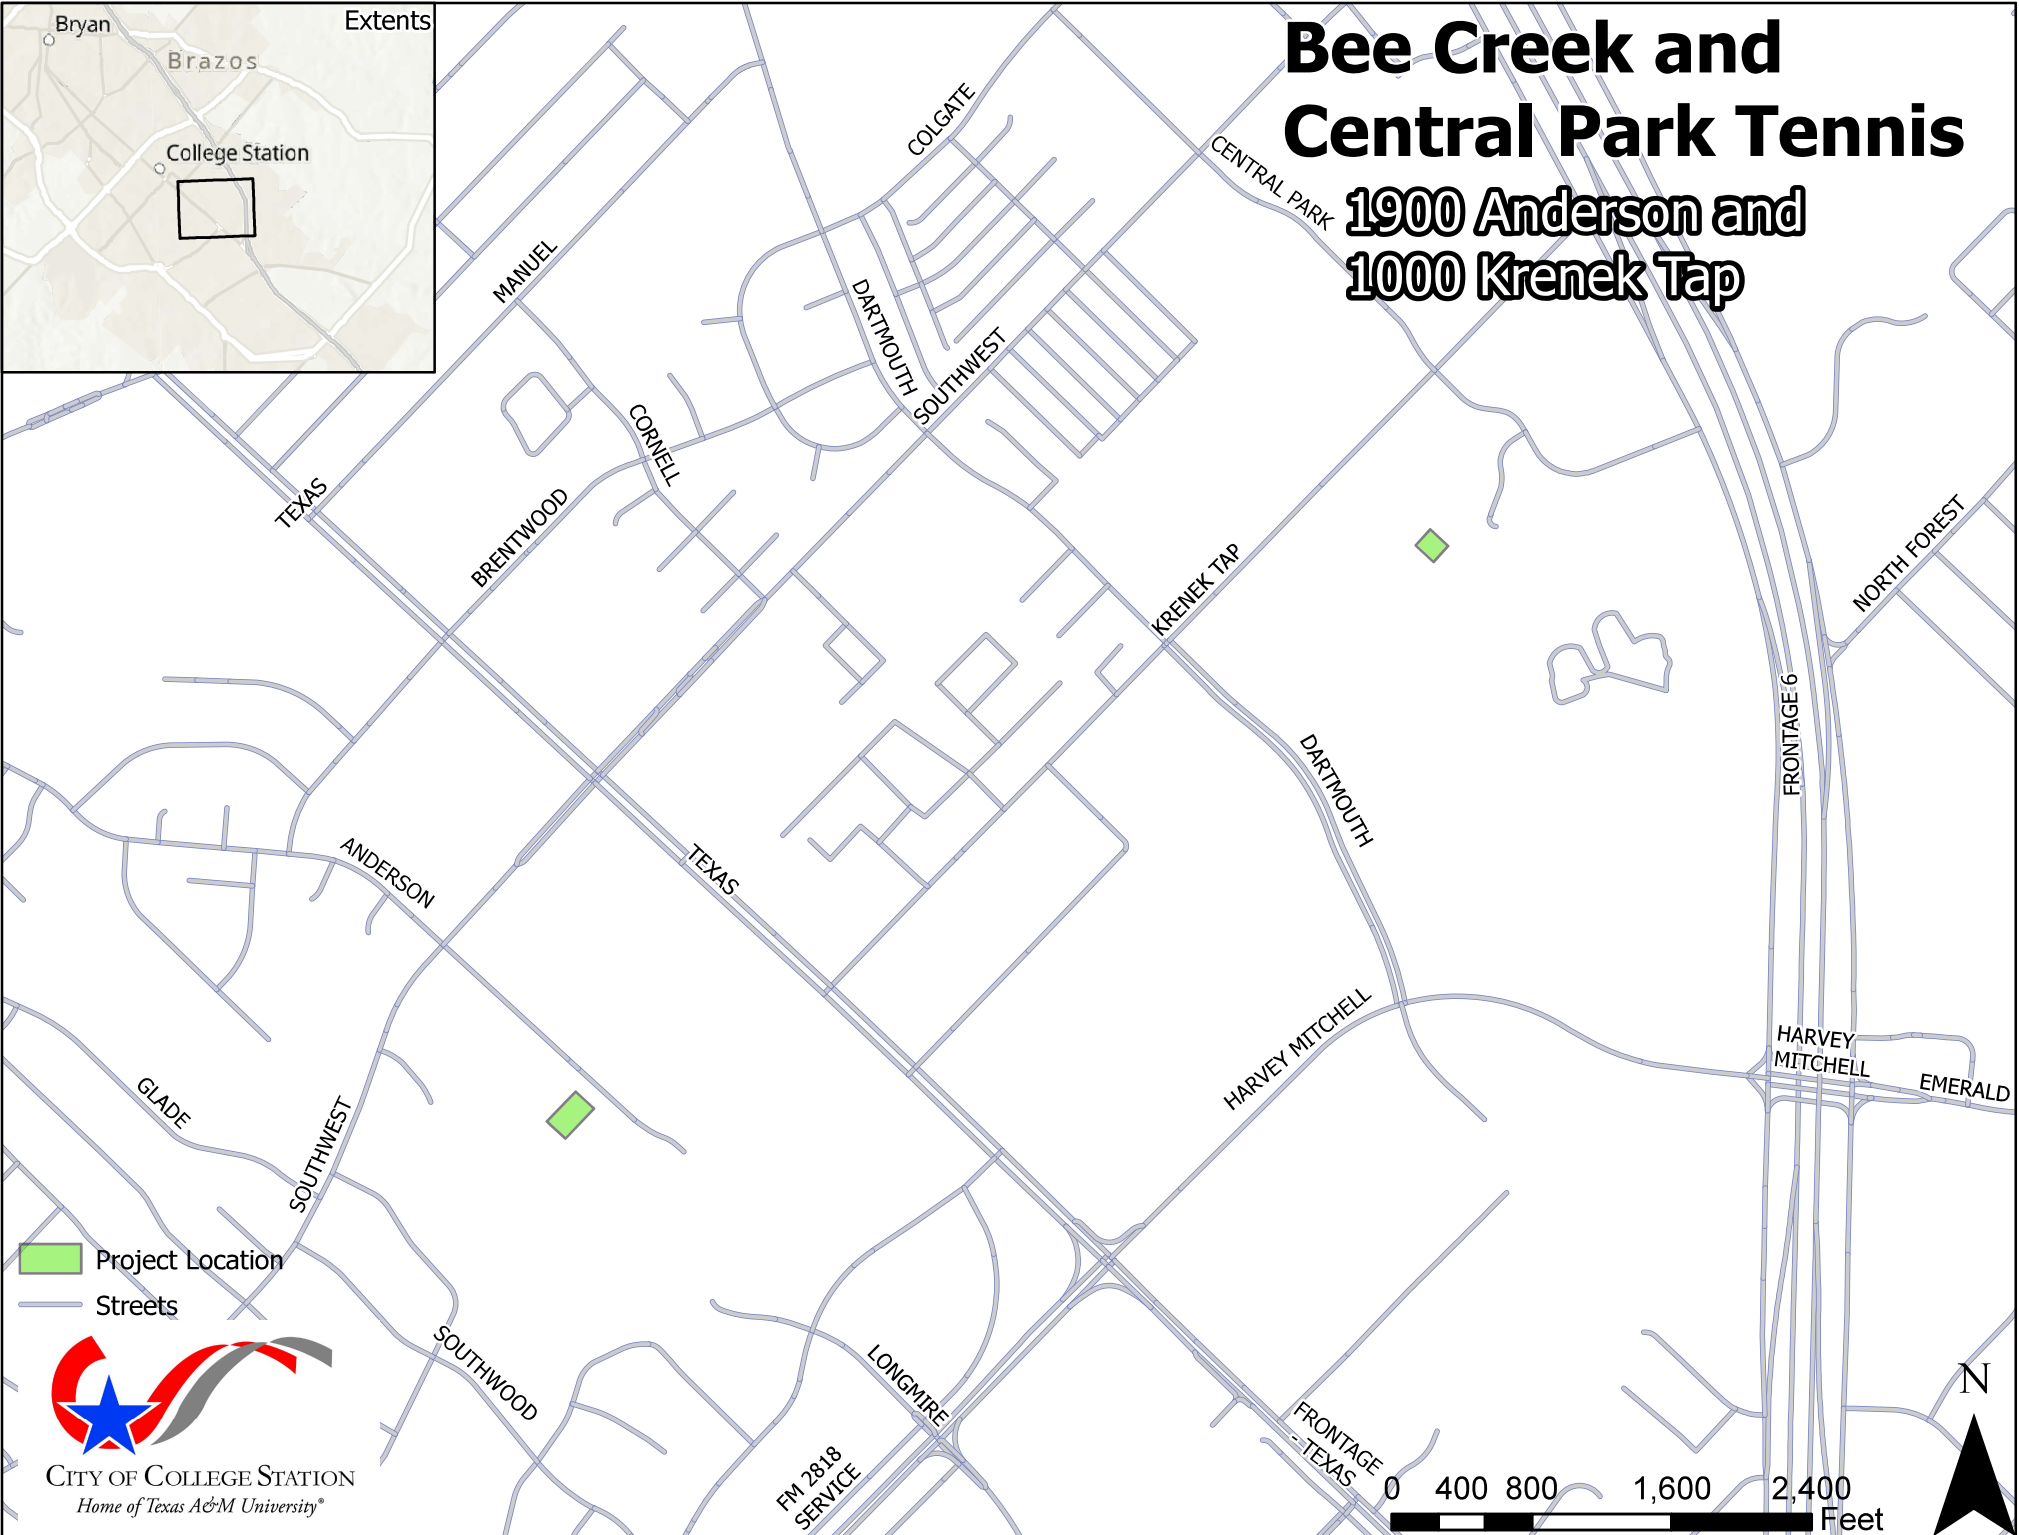 Extents
Bryan
Brazos
College Station
Bee Creek and
Central Park Tennis
1900 Anderson and
1000 Krenek Tap
COLGATE
CENTRAL PARK
MANUEL
DARTMOUTH
SOUTHWEST
CORNELL
TEXAS
BRENTWOOD
KRENEK TAP
NORTH FOREST
FRONTAGE 6
DARTMOUTH
ANDERSON
TEXAS
HARVEY MITCHELL
HARVEY
MITCHELL
EMERALD
GLADE
SOUTHWEST
Project Location
Streets
SOUTHWOOD
LONGMIRE
FM 2818
SERVICE
FRONTAGE
- TEXAS
N
CITY OF COLLEGE STATION
Home of Texas A&M University®
0 400 800 1,600 2,400
Feet